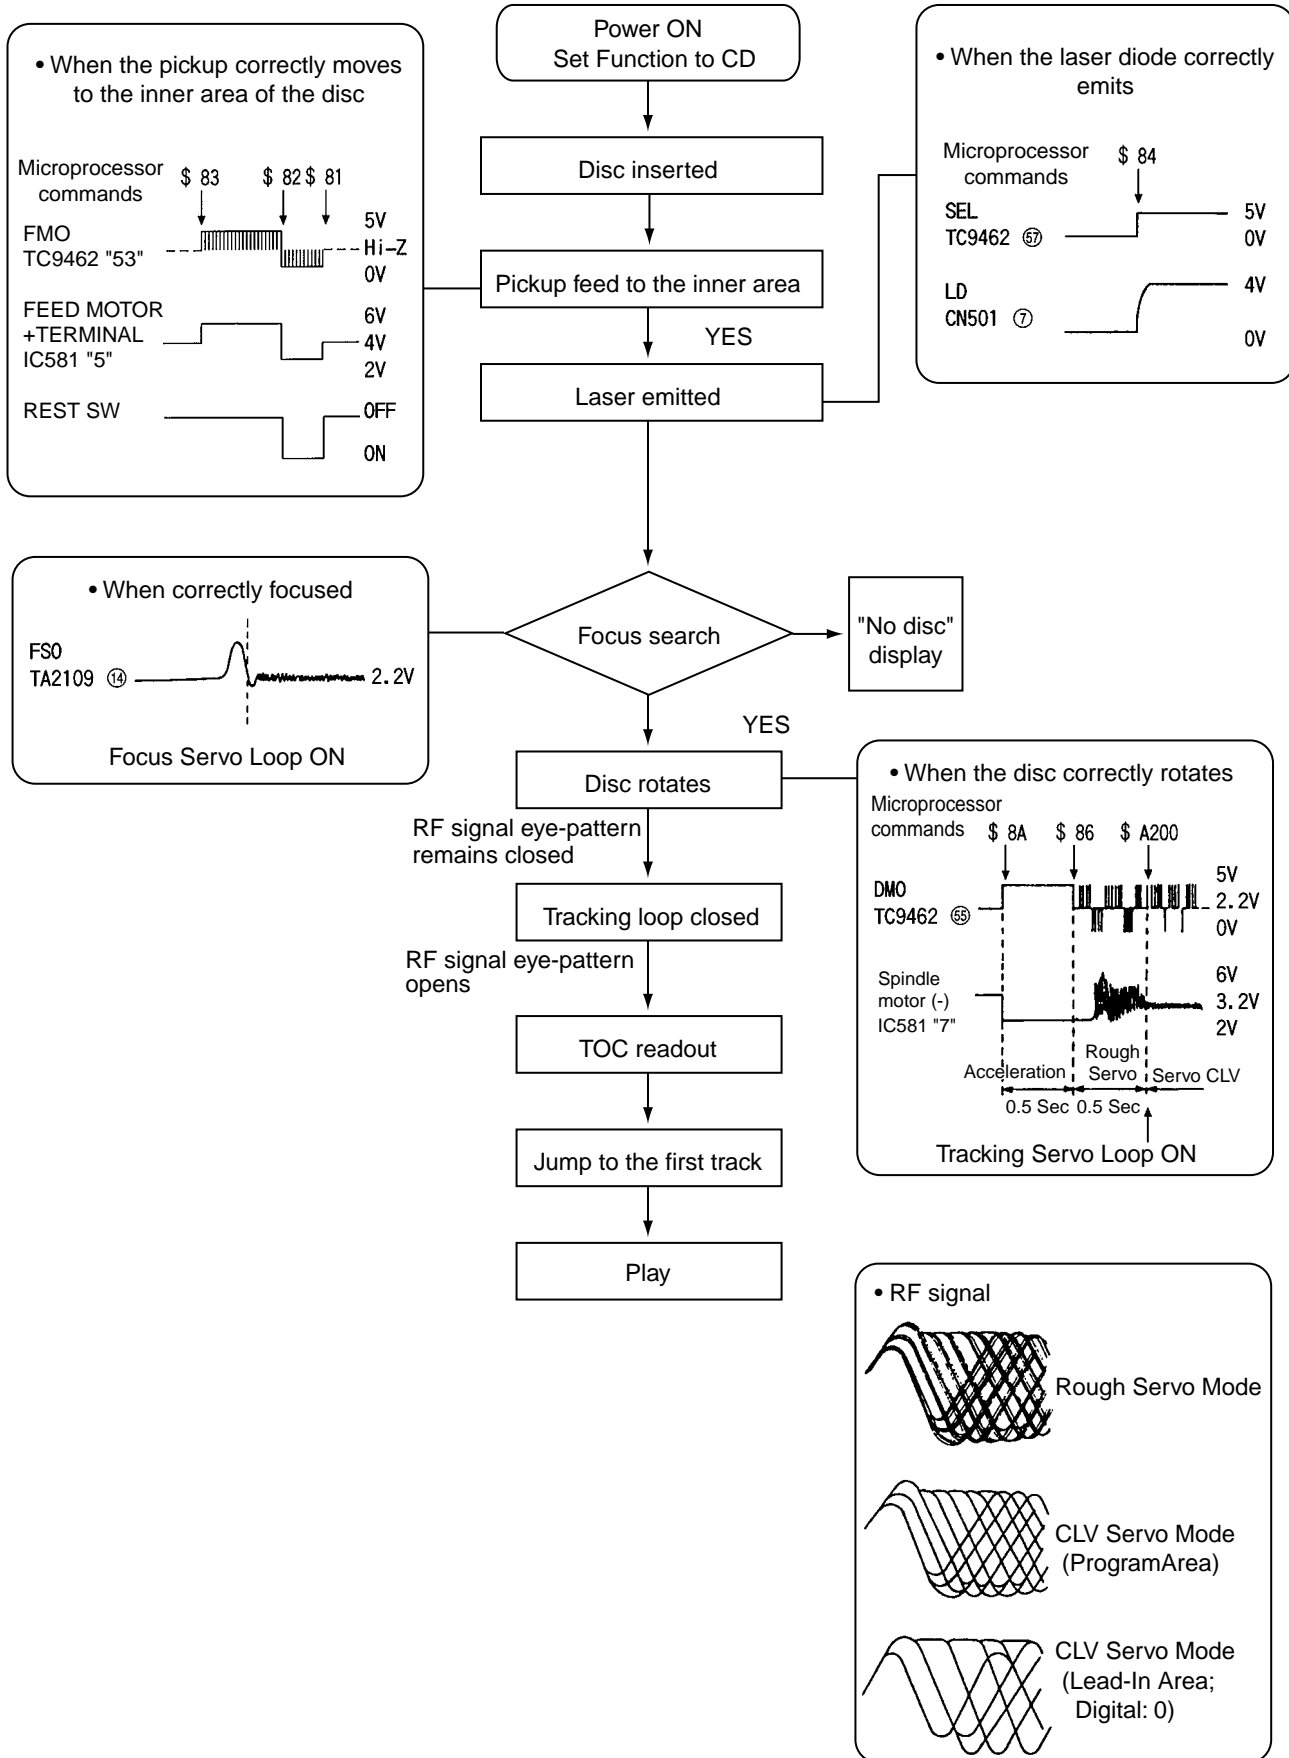 Power ON
Set Function to CD
• When the pickup correctly moves
to the inner area of the disc
Microprocessor
commands
$ 83
$ 82
$ 81
FMO
TC9462 "53"
5V
Hi-Z
0V
FEED MOTOR
+TERMINAL
IC581 "5"
6V
4V
2V
REST SW
OFF
ON
• When the laser diode correctly
emits
Microprocessor
commands
$ 84
SEL
TC9462 57
5V
0V
LD
CN501 7
4V
0V
Disc inserted
Pickup feed to the inner area
YES
Laser emitted
• When correctly focused
FSO
TA2109 14
2.2V
Focus Servo Loop ON
Focus search
"No disc"
display
YES
Disc rotates
RF signal eye-pattern
remains closed
Tracking loop closed
RF signal eye-pattern
opens
TOC readout
Jump to the first track
Play
• When the disc correctly rotates
Microprocessor
commands
$ 8A
$ 86
$ A200
DMO
TC9462 55
5V
2.2V
0V
Spindle
motor (-)
IC581 "7"
6V
3.2V
2V
Acceleration
Rough
Servo
Servo CLV
0.5 Sec
0.5 Sec
Tracking Servo Loop ON
• RF signal
Rough Servo Mode
CLV Servo Mode
(ProgramArea)
CLV Servo Mode
(Lead-In Area;
Digital: 0)